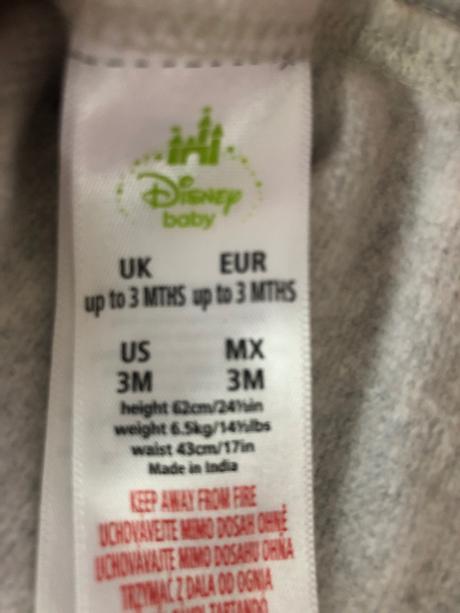 Disney
baby
UK EUR
up to 3 MTHS up to 3 MTHS
US MX
3M 3M
height 62cm/24½in
weight 6.5kg/14½lbs
waist 43cm/17in
Made in India
KEEP AWAY FROM FIRE
UCHOVÁVEJTE MIMO DOSAH OHNĚ
UCHOVÁVAJTE MIMO DOSAHU OHŇA
TRZYMAĆ Z DALA OD OGNIA